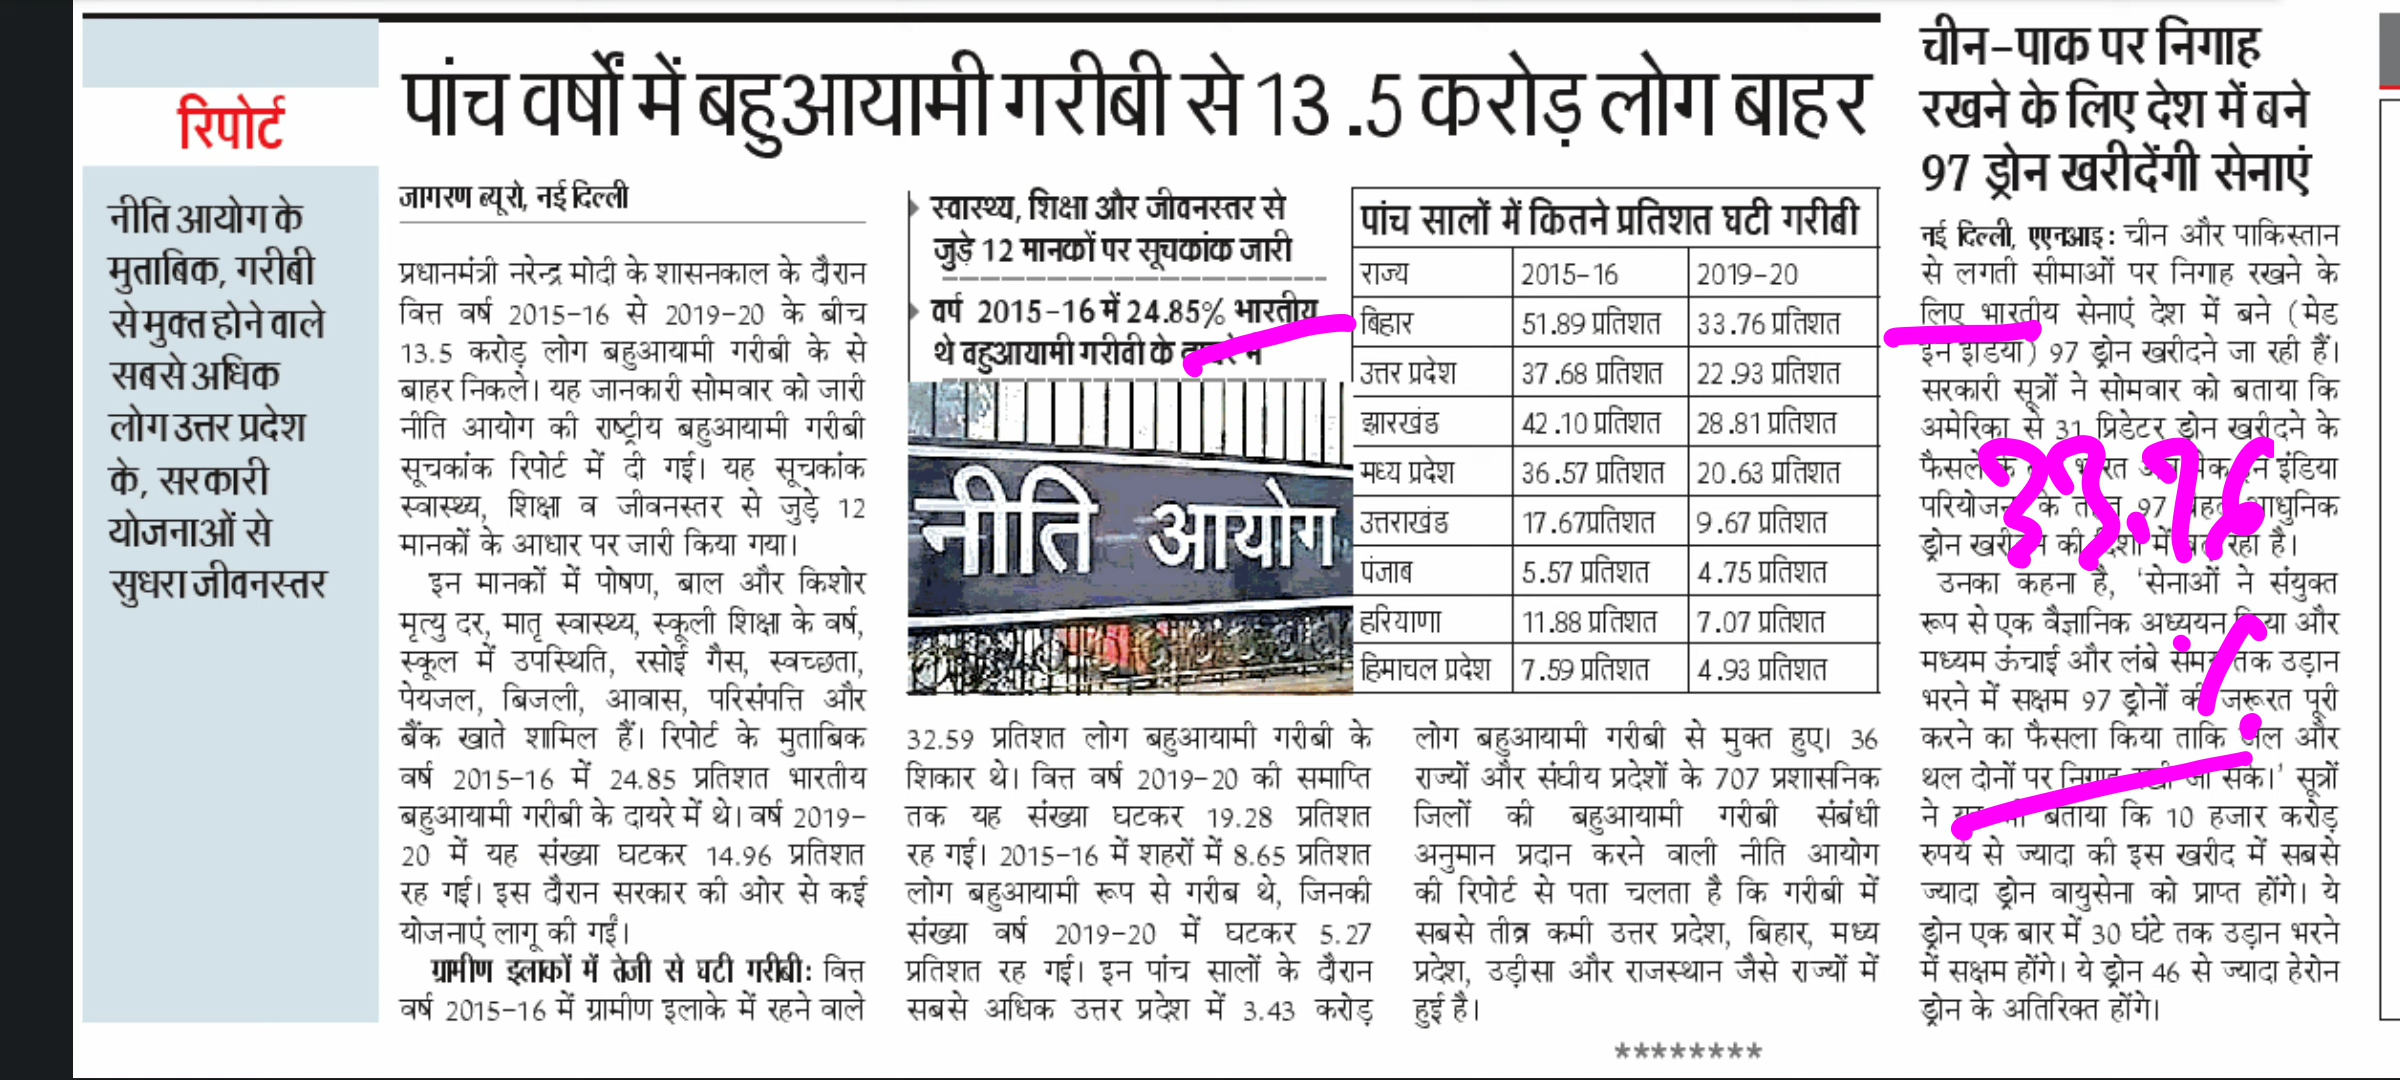 रिपोर्ट
नीति आयोग के
मुताबिक, गरीबी
से मुक्त होने वाले
सबसे अधिक
लोग उत्तर प्रदेश
के, सरकारी
योजनाओं से
सुधरा जीवनस्तर
पांच वर्षों में बहुआयामी गरीबी से 13 .5 करोड़ लोग बाहर
जागरण ब्यूरो, नई दिल्ली
प्रधानमंत्री नरेन्द्र मोदी के शासनकाल के दौरान
वित्त वर्ष 2015-16 से 2019-20 के बीच
13.5 करोड़ लोग बहुआयामी गरीबी के से
बाहर निकले। यह जानकारी सोमवार को जारी
नीति आयोग की राष्ट्रीय बहुआयामी गरीबी
सूचकांक रिपोर्ट में दी गई। यह सूचकांक
स्वास्थ्य, शिक्षा व जीवनस्तर से जुड़े 12
मानकों के आधार पर जारी किया गया।
इन मानकों में पोषण, बाल और किशोर
मृत्यु दर, मातृ स्वास्थ्य, स्कूली शिक्षा के वर्ष,
स्कूल में उपस्थिति, रसोई गैस, स्वच्छता,
पेयजल, बिजली, आवास, परिसंपत्ति और
बैंक खाते शामिल हैं। रिपोर्ट के मुताबिक
वर्ष 2015-16 में 24.85 प्रतिशत भारतीय
बहुआयामी गरीबी के दायरे में थे। वर्ष 2019-
20 में यह संख्या घटकर 14.96 प्रतिशत
रह गई। इस दौरान सरकार की ओर से कई
योजनाएं लागू की गईं।
ग्रामीण इलाकों में तेजी से घटी गरीबी: वित्त
वर्ष 2015-16 में ग्रामीण इलाके में रहने वाले
स्वास्थ्य, शिक्षा और जीवनस्तर से
जुड़े 12 मानकों पर सूचकांक जारी
वर्ष 2015-16 में 24.85% भारतीय
थे बहुआयामी गरीबी के
नीति आयोग
32.59 प्रतिशत लोग बहुआयामी गरीबी के
शिकार थे। वित्त वर्ष 2019-20 की समाप्ति
तक यह संख्या घटकर 19.28 प्रतिशत
रह गई। 2015-16 में शहरों में 8.65 प्रतिशत
लोग बहुआयामी रूप से गरीब थे, जिनकी
संख्या वर्ष 2019-20 में घटकर 5.27
प्रतिशत रह गई। इन पांच सालों के दौरान
सबसे अधिक उत्तर प्रदेश में 3.43 करोड़
पांच सालों में कितने प्रतिशत घटी गरीबी
राज्य 2015-16 2019-20
बिहार 51.89 प्रतिशत 33.76 प्रतिशत
उत्तर प्रदेश 37.68 प्रतिशत 22.93 प्रतिशत
झारखंड 42.10 प्रतिशत 28.81 प्रतिशत
मध्य प्रदेश 36.57 प्रतिशत 20.63 प्रतिशत
उत्तराखंड 17.67प्रतिशत 9.67 प्रतिशत
पंजाब 5.57 प्रतिशत 4.75 प्रतिशत
हरियाणा 11.88 प्रतिशत 7.07 प्रतिशत
हिमाचल प्रदेश 7.59 प्रतिशत 4.93 प्रतिशत
लोग बहुआयामी गरीबी से मुक्त हुए। 36
राज्यों और संघीय प्रदेशों के 707 प्रशासनिक
जिलों की बहुआयामी गरीबी संबंधी
अनुमान प्रदान करने वाली नीति आयोग
की रिपोर्ट से पता चलता है कि गरीबी में
सबसे तीव्र कमी उत्तर प्रदेश, बिहार, मध्य
प्रदेश, उड़ीसा और राजस्थान जैसे राज्यों में
हुई है।
********
चीन-पाक पर निगाह
रखने के लिए देश में बने
97 ड्रोन खरीदेंगी सेनाएं
नई दिल्ली, एएनआइ: चीन और पाकिस्तान
से लगती सीमाओं पर निगाह रखने के
लिए भारतीय सेनाएं देश में बने (मेड
इन इंडिया) 97 ड्रोन खरीदने जा रही हैं।
सरकारी सूत्रों ने सोमवार को बताया कि
अमेरिका से 31 प्रिडेटर ड्रोन खरीदने के
फैसले इंडिया
परियोजना के 97
ड्रोन की में रहा है।
33.76
उनका कहना है, 'सेनाओं ने संयुक्त
रूप से एक वैज्ञानिक अध्ययन किया और
मध्यम ऊंचाई और लंबे समय तक उड़ान
भरने में सक्षम 97 ड्रोनों की जरूरत पूरी
%
करने का फैसला किया ताकि जल और
थल दोनों पर जा सके।' सूत्रों
ने बताया कि 10 हजार करोड़
रुपये से ज्यादा की इस खरीद में सबसे
ज्यादा ड्रोन वायुसेना को प्राप्त होंगे। ये
ड्रोन एक बार में 30 घंटे तक उड़ान भरने
में सक्षम होंगे। ये ड्रोन 46 से ज्यादा हेरोन
ड्रोन के अतिरिक्त होंगे।